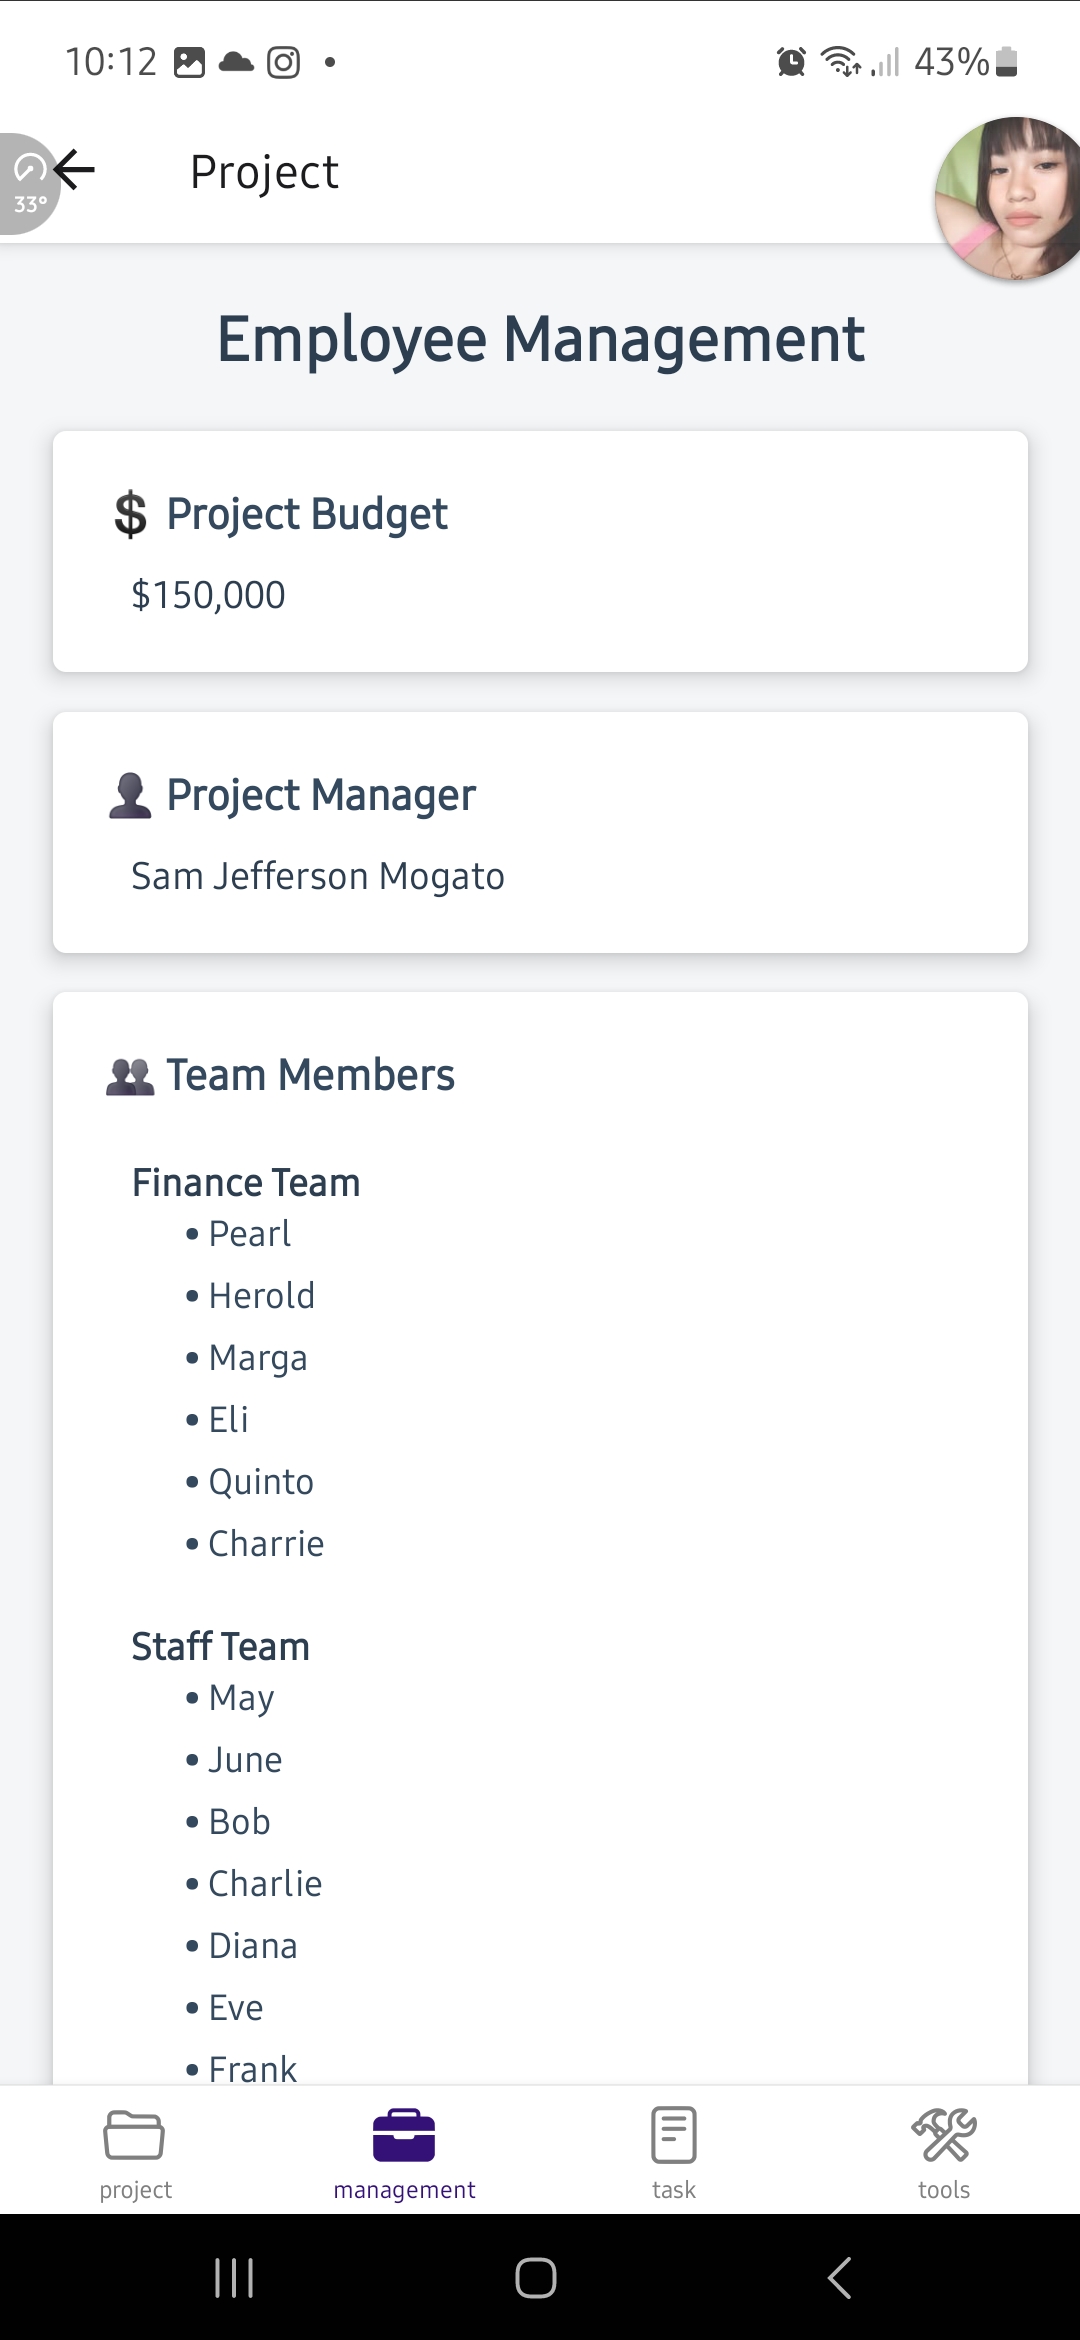 10:12 43%
33°
Project
Employee Management
$ Project Budget
$150,000
Project Manager
Sam Jefferson Mogato
Team Members
Finance Team
• Pearl
• Herold
• Marga
• Eli
• Quinto
• Charrie
Staff Team
• May
• June
• Bob
• Charlie
• Diana
• Eve
• Frank
project management task tools